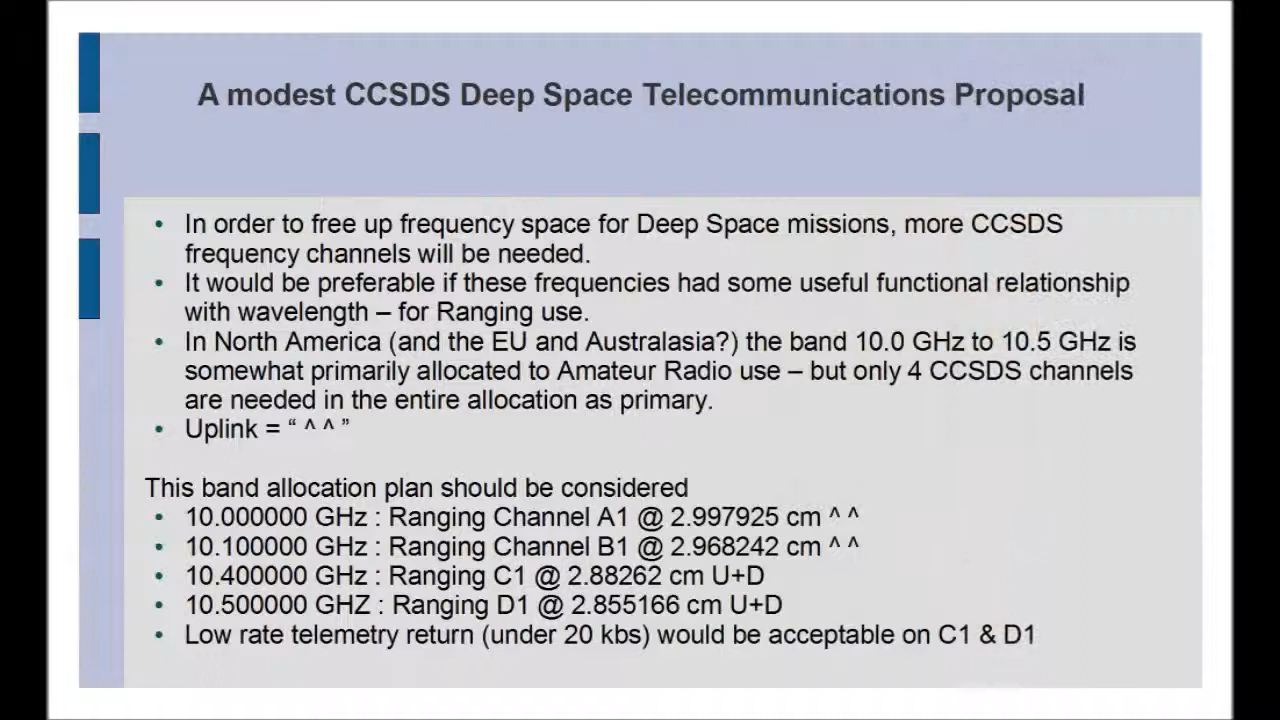 A modest CCSDS Deep Space Telecommunications Proposal
• In order to free up frequency space for Deep Space missions, more CCSDS
frequency channels will be needed.
• It would be preferable if these frequencies had some useful functional relationship
with wavelength – for Ranging use.
• In North America (and the EU and Australasia?) the band 10.0 GHz to 10.5 GHz is
somewhat primarily allocated to Amateur Radio use – but only 4 CCSDS channels
are needed in the entire allocation as primary.
• Uplink = “ ^ ^ ”
This band allocation plan should be considered
• 10.000000 GHz : Ranging Channel A1 @ 2.997925 cm ^ ^
• 10.100000 GHz : Ranging Channel B1 @ 2.968242 cm ^ ^
• 10.400000 GHz : Ranging C1 @ 2.88262 cm U+D
• 10.500000 GHZ : Ranging D1 @ 2.855166 cm U+D
• Low rate telemetry return (under 20 kbs) would be acceptable on C1 & D1